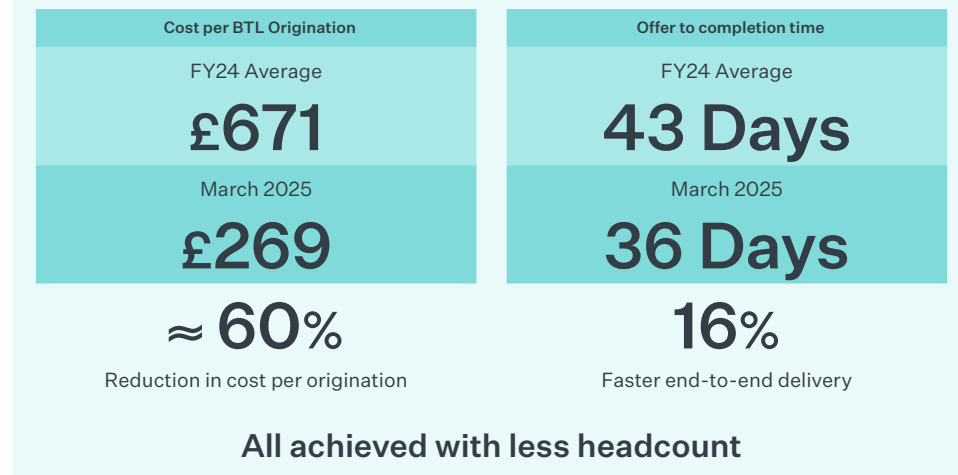 Cost per BTL Origination
FY24 Average
£671
March 2025
£269
≈ 60%
Reduction in cost per origination
Offer to completion time
FY24 Average
43 Days
March 2025
36 Days
16%
Faster end-to-end delivery
All achieved with less headcount